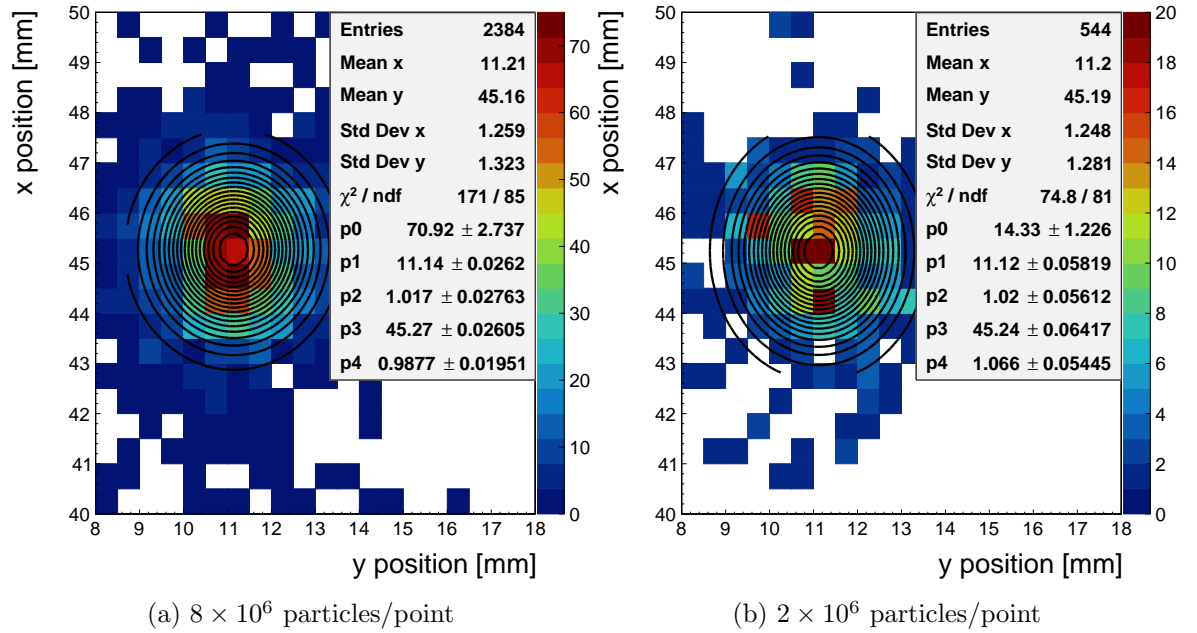 x position [mm]
50
49
48
47
46
45
44
43
42
41
40
8 9 10 11 12 13 14 15 16 17 18
y position [mm]
Entries 2384
Mean x 11.21
Mean y 45.16
Std Dev x 1.259
Std Dev y 1.323
χ² / ndf 171 / 85
p0 70.92 ± 2.737
p1 11.14 ± 0.0262
p2 1.017 ± 0.02763
p3 45.27 ± 0.02605
p4 0.9877 ± 0.01951
70
60
50
40
30
20
10
0
(a) 8 × 10⁶ particles/point
x position [mm]
50
49
48
47
46
45
44
43
42
41
40
8 9 10 11 12 13 14 15 16 17 18
y position [mm]
Entries 544
Mean x 11.2
Mean y 45.19
Std Dev x 1.248
Std Dev y 1.281
χ² / ndf 74.8 / 81
p0 14.33 ± 1.226
p1 11.12 ± 0.05819
p2 1.02 ± 0.05612
p3 45.24 ± 0.06417
p4 1.066 ± 0.05445
20
18
16
14
12
10
8
6
4
2
0
(b) 2 × 10⁶ particles/point